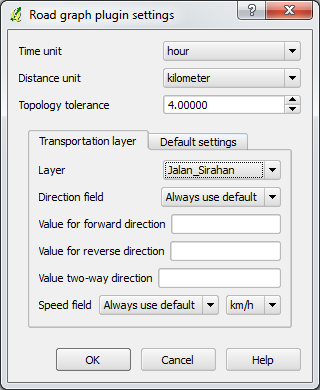 Road graph plugin settings
Time unit hour
Distance unit kilometer
Topology tolerance 4.00000
Transportation layer Default settings
Layer Jalan_Sirahan
Direction field Always use default
Value for forward direction
Value for reverse direction
Value two-way direction
Speed field Always use default km/h
OK Cancel Help